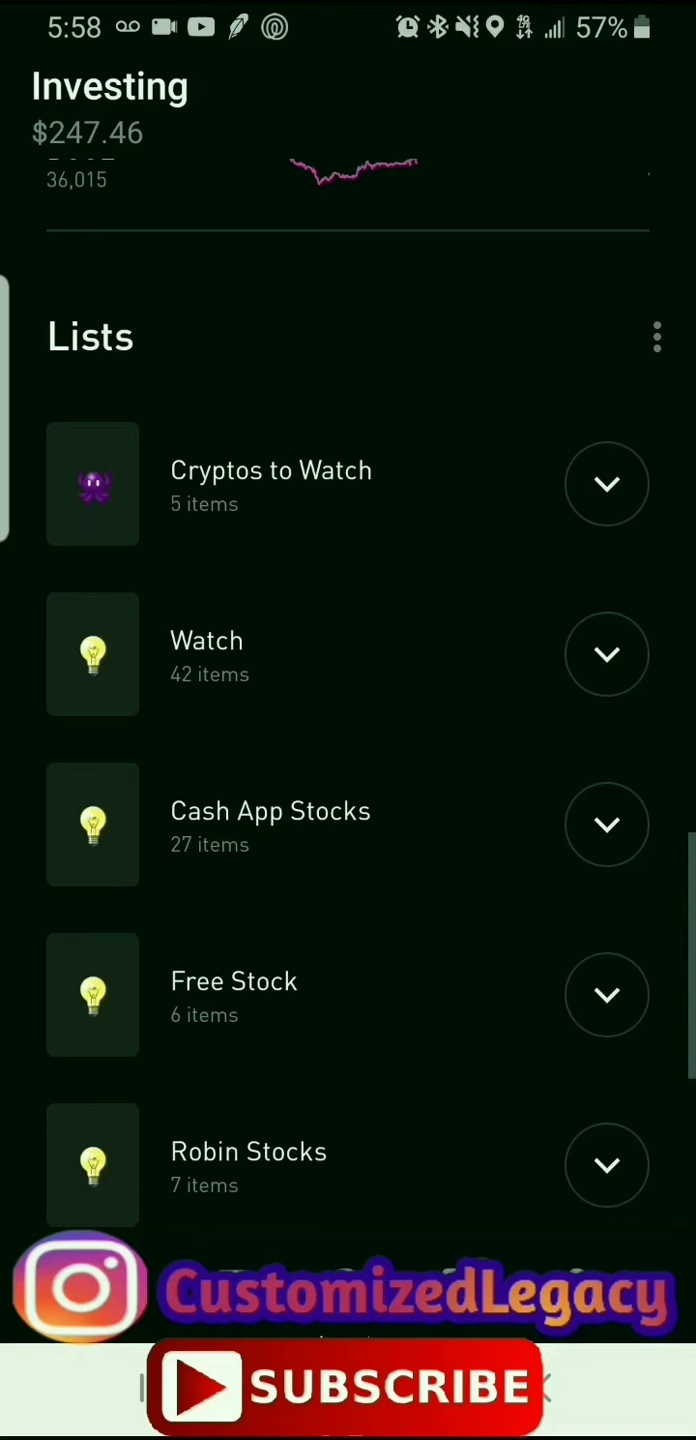 5:58
57%
Investing
$247.46
36,015
Lists
Cryptos to Watch
5 items
Watch
42 items
Cash App Stocks
27 items
Free Stock
6 items
Robin Stocks
7 items
CustomizedLegacy
SUBSCRIBE